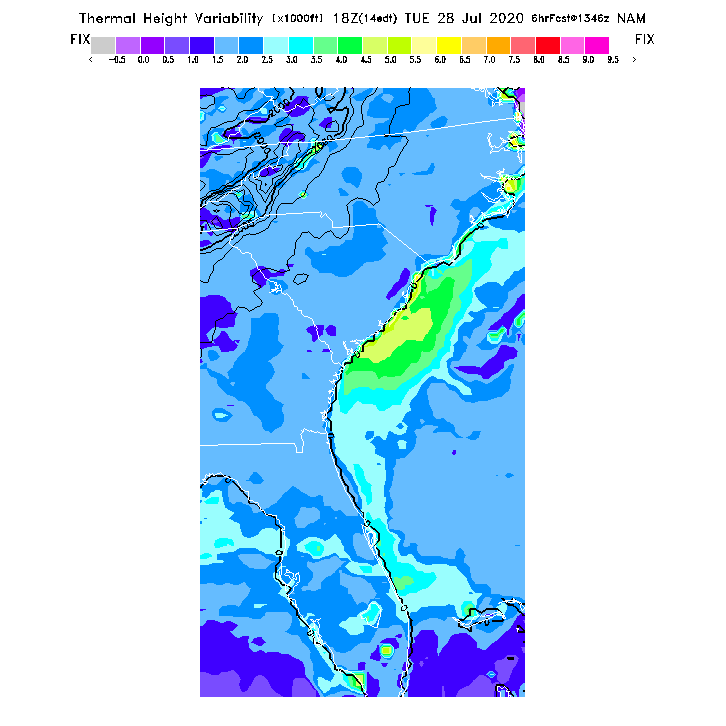 Thermal Height Variability [x1000ft] 18Z(14edt) TUE 28 Jul 2020 6hrFcst@1346z NAM
FIX FIX
< -0.5 0.0 0.5 1.0 1.5 2.0 2.5 3.0 3.5 4.0 4.5 5.0 5.5 6.0 6.5 7.0 7.5 8.0 8.5 9.0 9.5 >
2000